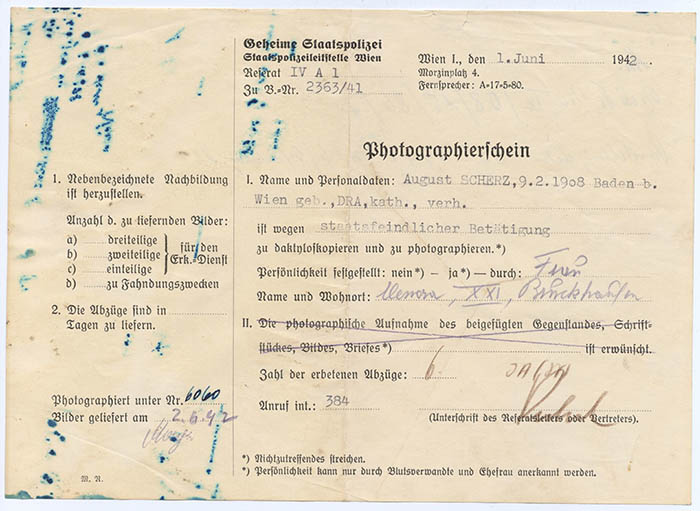 Geheime Staatspolizei
Staatspolizeileitstelle Wien
Referat IV A 1
Zu B.-Nr. 2363/41
Wien I., den 1. Juni 1942.
Morzinplatz 4.
Fernsprecher: A=17=5=80.
Photographierschein
1. Nebenbezeichnete Nachbildung
ist herzustellen.
Anzahl d. zu liefernden Bilder:
a) dreiteilige
b) zweiteilige
c) einteilige
für den
Erk.-Dienst
d) zu Fahndungszwecken
2. Die Abzüge sind in
Tagen zu liefern.
Photographiert unter Nr. 6060
Bilder geliefert am 2.6.42
M. N.
I. Name und Personaldaten: August SCHERZ, 9.2.1908 Baden b.
Wien geb., DRA, kath., verh.
ist wegen staatsfeindlicher Betätigung
zu daktyloskopieren und zu photographieren.*)
Persönlichkeit festgestellt: nein*) – ja*) – durch: Frau
Name und Wohnort: XXI, Bruckhaufen
II. Die photographische Aufnahme des beigefügten Gegenstandes, Schrift-
stückes, Bildes, Briefes*) ist erwünscht.
Zahl der erbetenen Abzüge: 6
Anruf int.: 384
(Unterschrift des Referatsleiters oder Vertreters).
*) Nichtzutreffendes streichen.
*) Persönlichkeit kann nur durch Blutsverwandte und Ehefrau anerkannt werden.